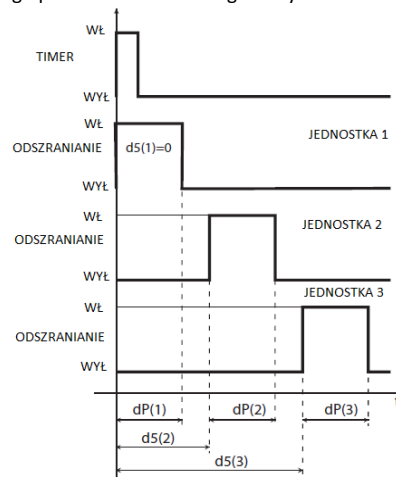 WŁ
TIMER
WYŁ
WŁ
JEDNOSTKA 1
ODSZRANIANIE
d5(1)=0
WYŁ
WŁ
JEDNOSTKA 2
ODSZRANIANIE
WYŁ
JEDNOSTKA 3
WŁ
ODSZRANIANIE
WYŁ
dP(1) dP(2) dP(3)
d5(2)
d5(3)